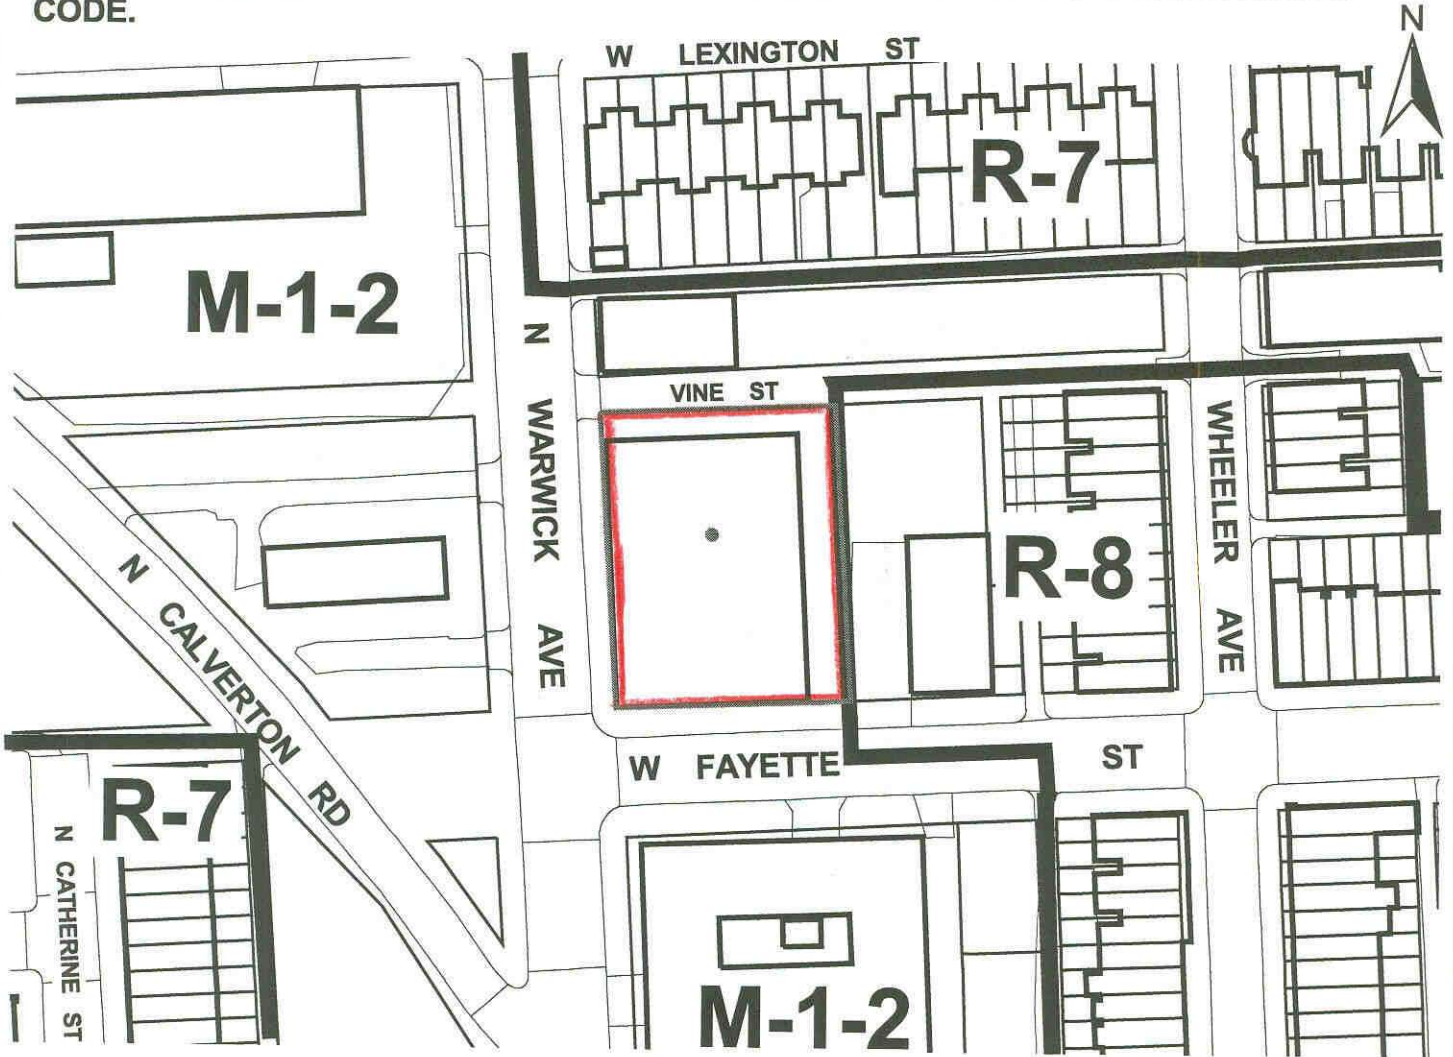 CODE.
N
W LEXINGTON ST
R-7
M-1-2
N WARWICK AVE
VINE ST
WHEELER AVE
R-8
N CALVERTON RD
W FAYETTE ST
R-7
N CATHERINE ST
M-1-2